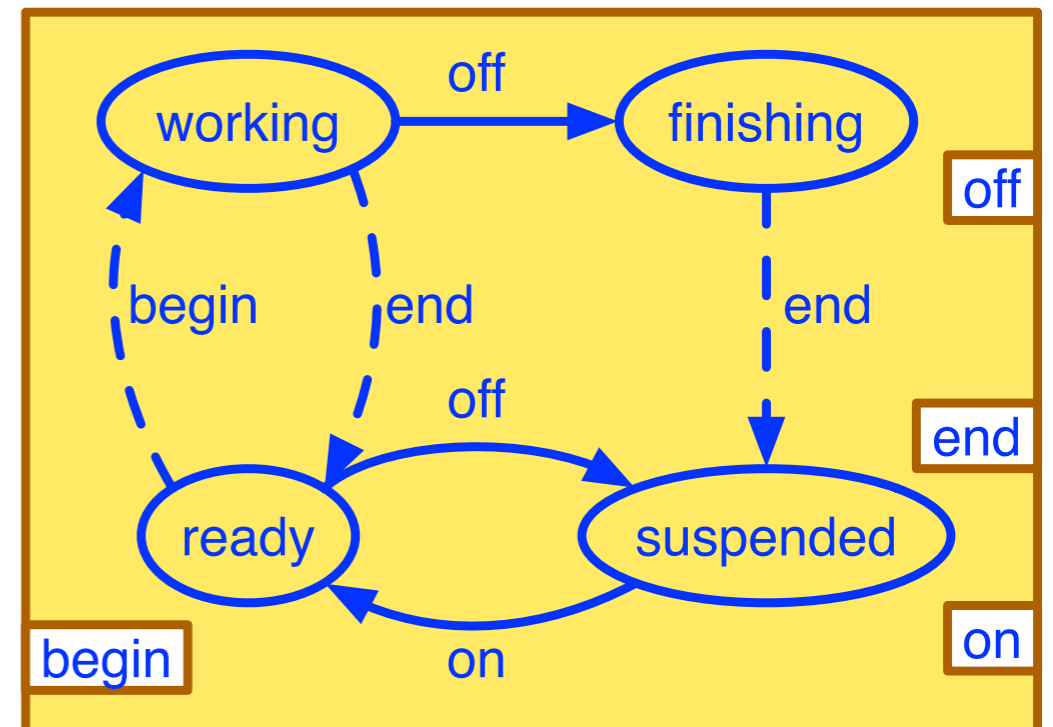 off
working
finishing
off
begin
end
end
off
end
ready
suspended
on
begin
on